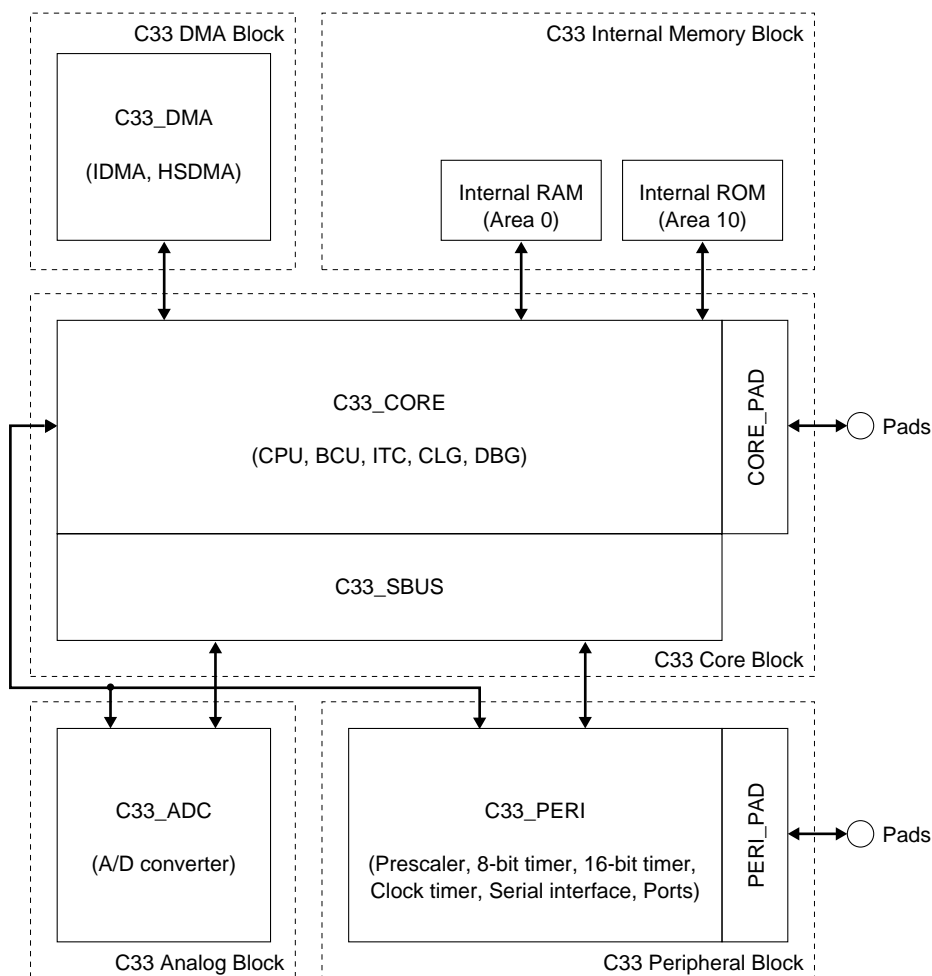 C33 DMA Block
C33_DMA
(IDMA, HSDMA)
C33 Internal Memory Block
Internal RAM
(Area 0)
Internal ROM
(Area 10)
C33_CORE
(CPU, BCU, ITC, CLG, DBG)
CORE_PAD
Pads
C33_SBUS
C33 Core Block
C33_ADC
(A/D converter)
C33 Analog Block
C33_PERI
(Prescaler, 8-bit timer, 16-bit timer,
Clock timer, Serial interface, Ports)
PERI_PAD
Pads
C33 Peripheral Block